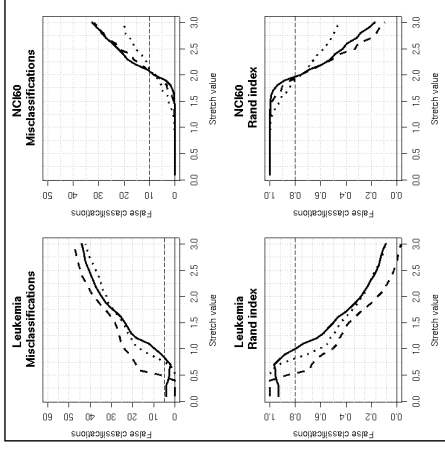 Leukemia
Misclassifications
False classifications
60
50
40
30
20
10
0
0.0 0.5 1.0 1.5 2.0 2.5 3.0
Stretch value
NCI60
Misclassifications
False classifications
50
40
30
20
10
0
0.0 0.5 1.0 1.5 2.0 2.5 3.0
Stretch value
Leukemia
Rand index
False classifications
1.0
0.8
0.6
0.4
0.2
0.0
0.0 0.5 1.0 1.5 2.0 2.5 3.0
Stretch value
NCI60
Rand index
False classifications
1.0
0.8
0.6
0.4
0.2
0.0
0.0 0.5 1.0 1.5 2.0 2.5 3.0
Stretch value